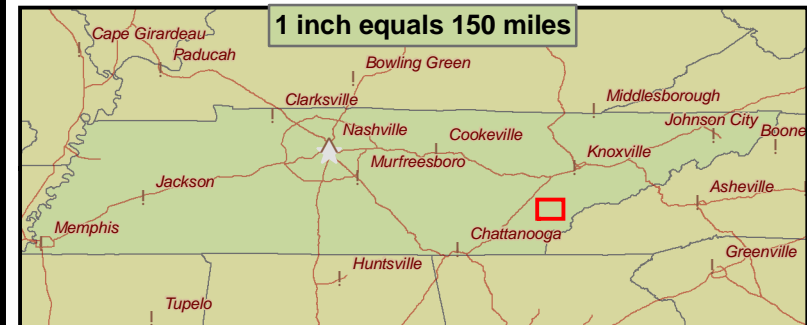 1 inch equals 150 miles
Cape Girardeau
Paducah
Bowling Green
Clarksville
Middlesborough
Nashville
Cookeville
Johnson City
Boone
Murfreesboro
Knoxville
Jackson
Asheville
Memphis
Chattanooga
Huntsville
Greenville
Tupelo